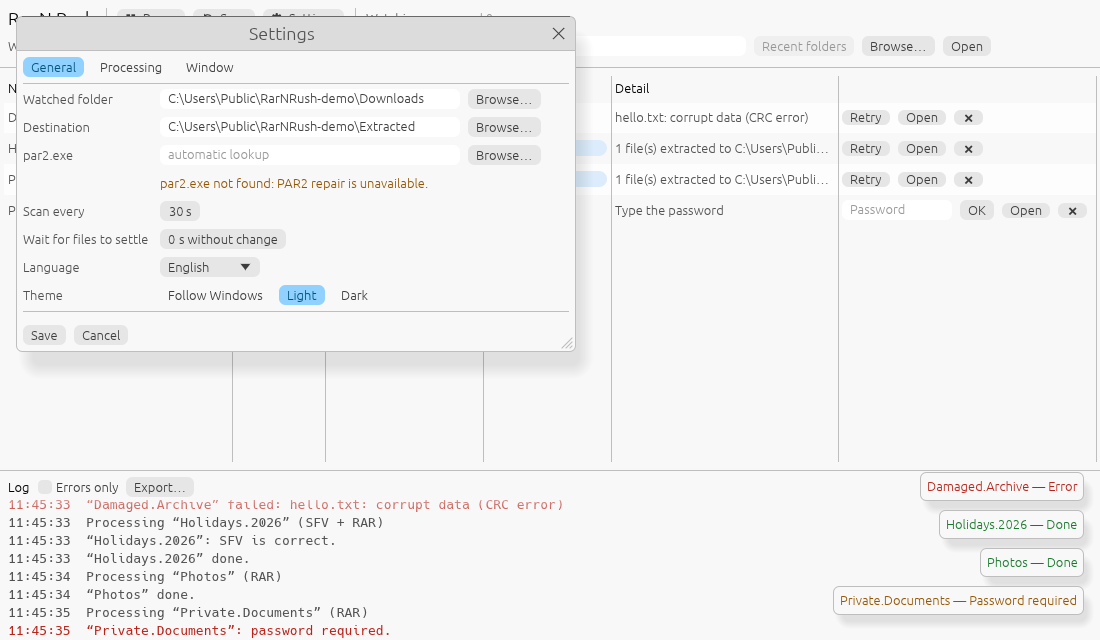 Settings
General Processing Window
Watched folder C:\Users\Public\RarNRush-demo\Downloads Browse…
Destination C:\Users\Public\RarNRush-demo\Extracted Browse…
par2.exe automatic lookup Browse…
par2.exe not found: PAR2 repair is unavailable.
Scan every 30 s
Wait for files to settle 0 s without change
Language English
Theme Follow Windows Light Dark
Save Cancel
Recent folders Browse… Open
Detail
hello.txt: corrupt data (CRC error) Retry Open
1 file(s) extracted to C:\Users\Publi… Retry Open
1 file(s) extracted to C:\Users\Publi… Retry Open
Type the password Password OK Open
Log Errors only Export…
11:45:33 “Damaged.Archive” failed: hello.txt: corrupt data (CRC error)
11:45:33 Processing “Holidays.2026” (SFV + RAR)
11:45:33 “Holidays.2026”: SFV is correct.
11:45:33 “Holidays.2026” done.
11:45:34 Processing “Photos” (RAR)
11:45:34 “Photos” done.
11:45:35 Processing “Private.Documents” (RAR)
11:45:35 “Private.Documents”: password required.
Damaged.Archive — Error
Holidays.2026 — Done
Photos — Done
Private.Documents — Password required